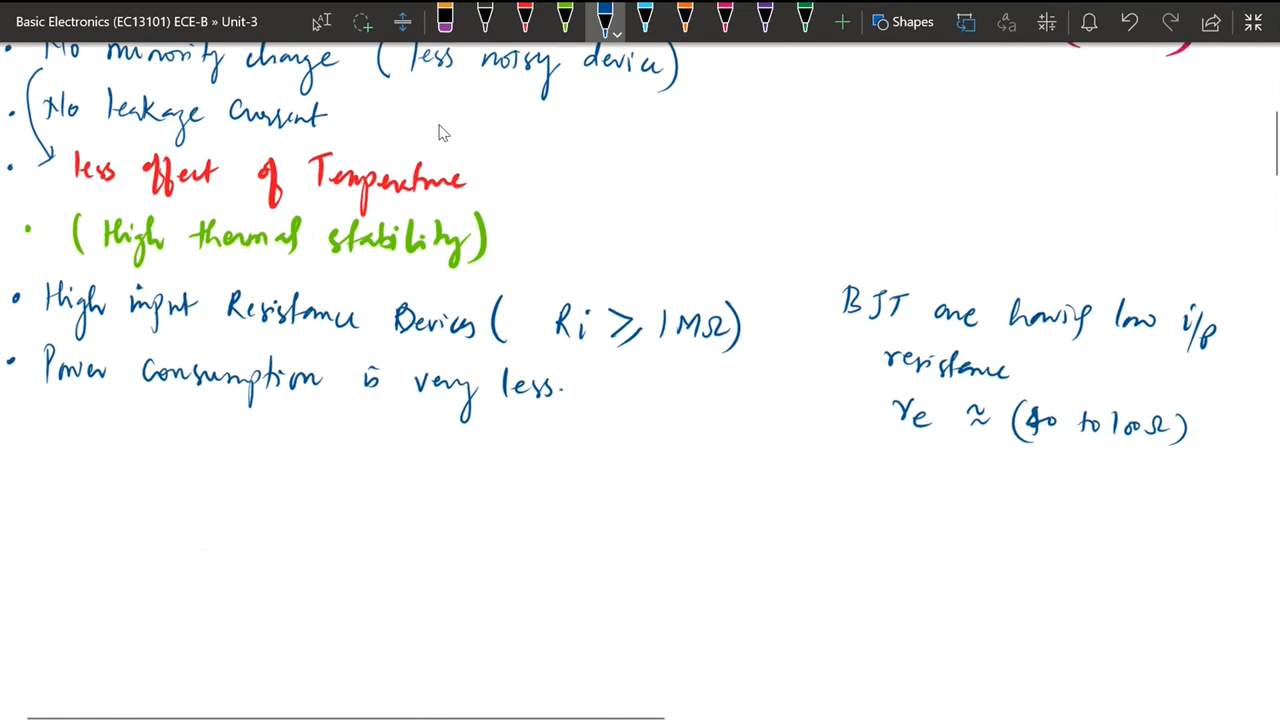 Basic Electronics (EC13101) ECE-B » Unit-3
Shapes
• No minority charge (less noisy device)
• No leakage current
• less effect of Temperature
• (High thermal stability)
• High input Resistance Devices ( Ri ≥ 1MΩ)
• Power consumption is very less.
BJT are having low i/p
resistance
re ≈ ( to 100Ω)